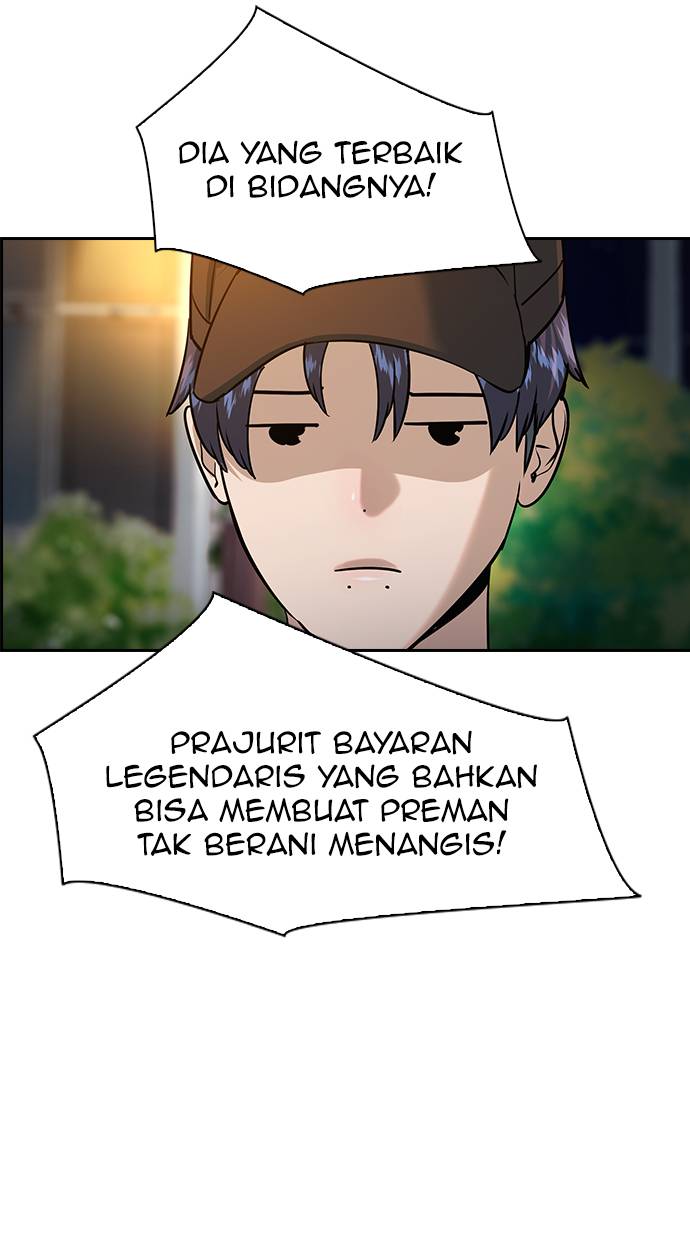 DIA YANG TERBAIK
DI BIDANGNYA!
PRAJURIT BAYARAN
LEGENDARIS YANG BAHKAN
BISA MEMBUAT PREMAN
TAK BERANI MENANGIS!